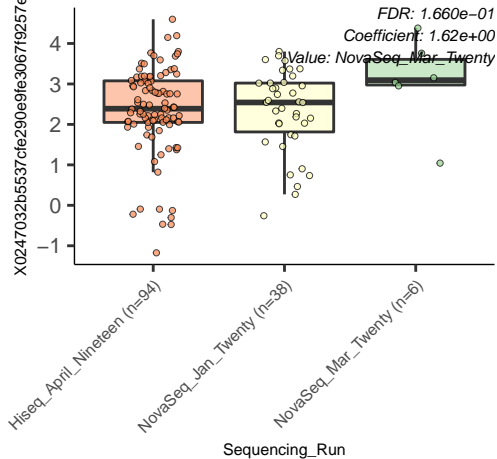 FDR: 1.660e−01
Coefficient: 1.62e+00
Value: NovaSeq_Mar_Twenty
X0247032b5537cfe290e9fe3067f9257e
4
3
2
1
0
−1
Hiseq_April_Nineteen (n=94)
NovaSeq_Jan_Twenty (n=38)
NovaSeq_Mar_Twenty (n=6)
Sequencing_Run